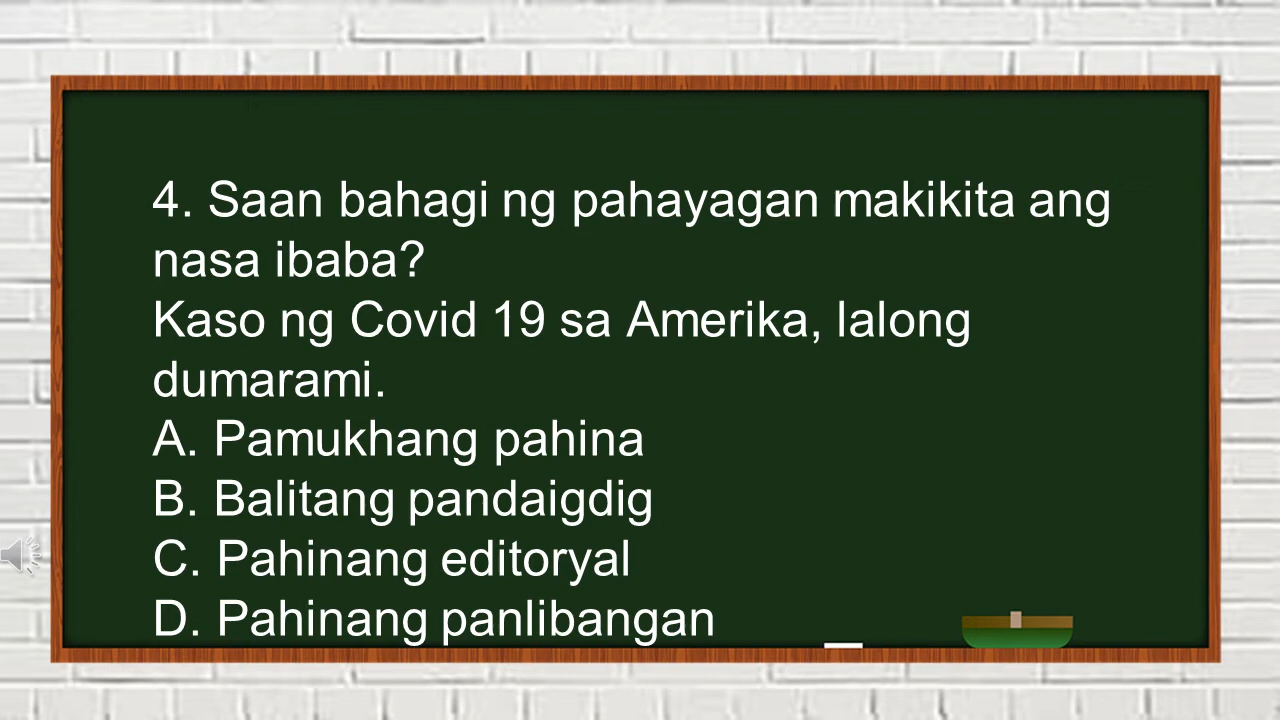 4. Saan bahagi ng pahayagan makikita ang
nasa ibaba?
Kaso ng Covid 19 sa Amerika, lalong
dumarami.
A. Pamukhang pahina
B. Balitang pandaigdig
C. Pahinang editoryal
D. Pahinang panlibangan